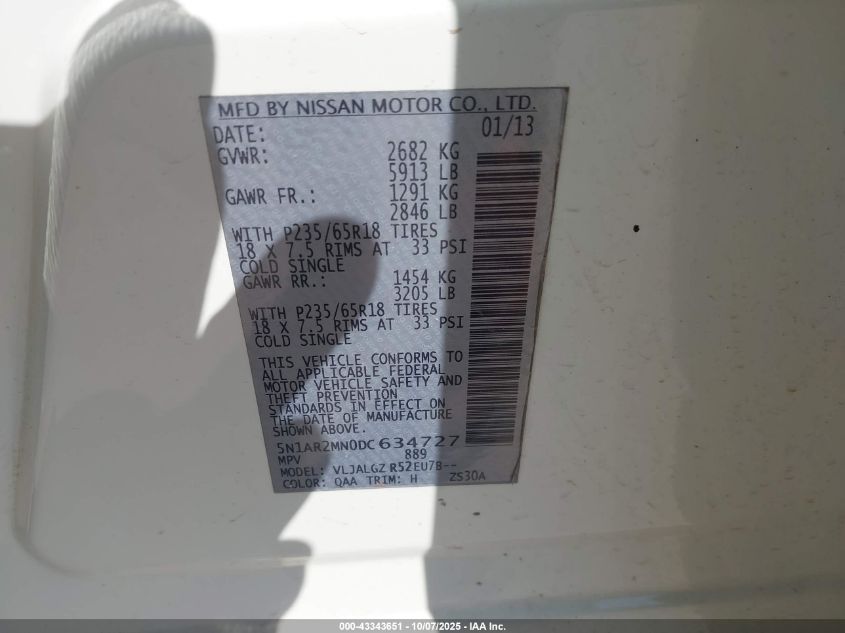 MFD BY NISSAN MOTOR CO., LTD.
DATE: 01/13
GVWR: 2682 KG
5913 LB
GAWR FR.: 1291 KG
2846 LB
WITH P235/65R18 TIRES
18 X 7.5 RIMS AT 33 PSI
COLD SINGLE
GAWR RR.: 1454 KG
3205 LB
WITH P235/65R18 TIRES
18 X 7.5 RIMS AT 33 PSI
COLD SINGLE
THIS VEHICLE CONFORMS TO
ALL APPLICABLE FEDERAL
MOTOR VEHICLE SAFETY AND
THEFT PREVENTION
STANDARDS IN EFFECT ON
THE DATE OF MANUFACTURE
SHOWN ABOVE.
5N1AR2MN0DC634727
MPV 889
MODEL: VLJALGZ R52EU7B--
COLOR: QAA TRIM: H ZS30A
000-43343651 - 10/07/2025 - IAA Inc.